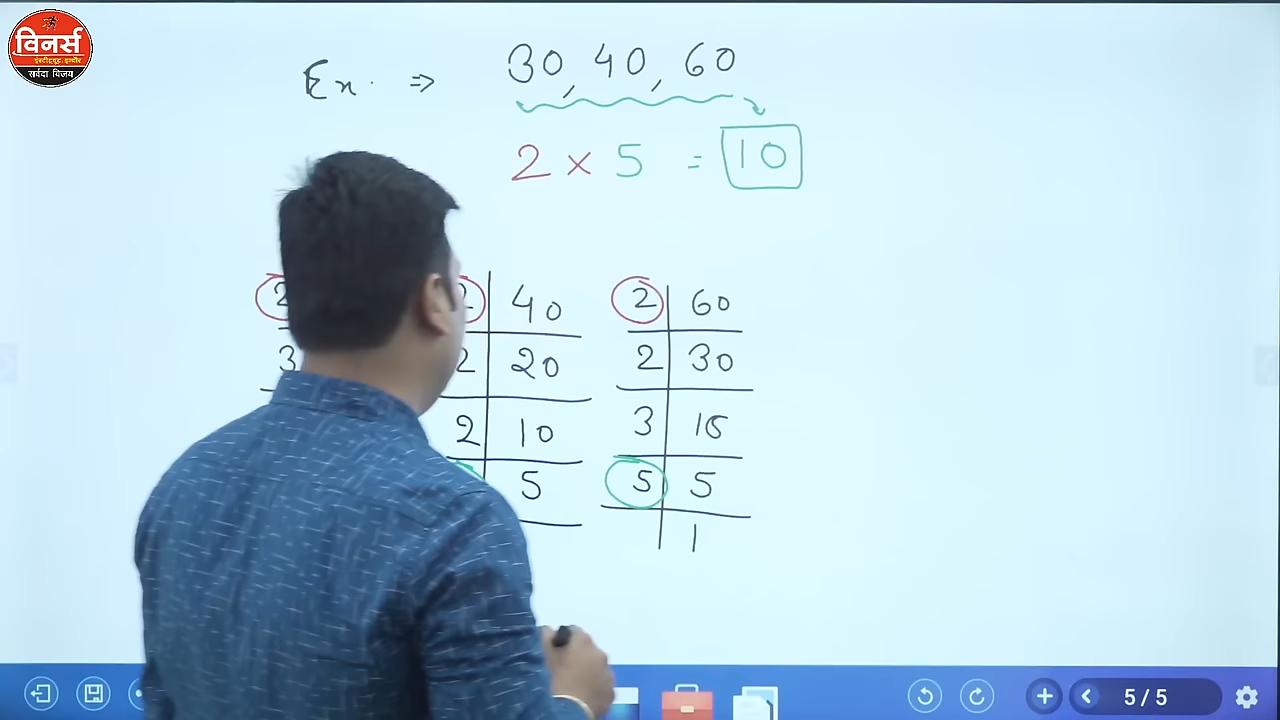 विनर्स
इंस्टीट्यूट, इन्दौर
सर्वदा विजय
Ex. ⇒ 30, 40, 60
2 × 5 = 10
2 40 2 60
3 2 20 2 30
2 10 3 15
5 5 5
1
5 / 5